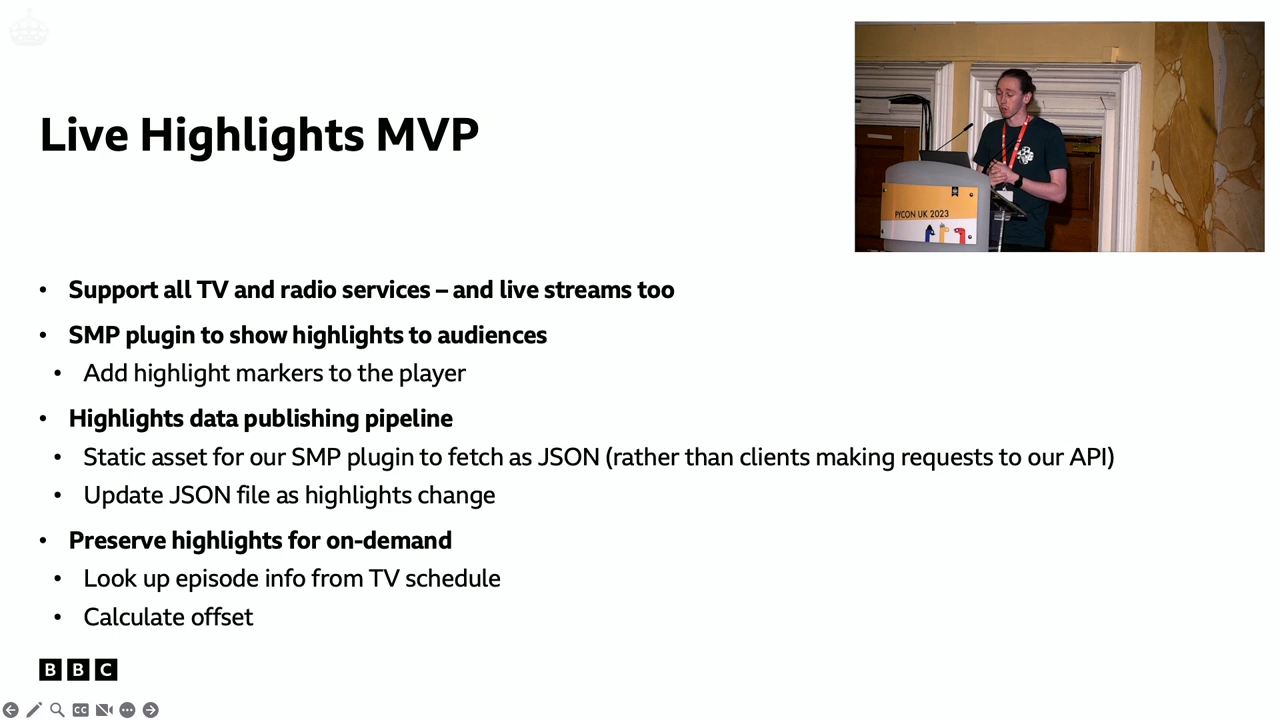 Live Highlights MVP
PYCON UK 2023
• Support all TV and radio services – and live streams too
• SMP plugin to show highlights to audiences
• Add highlight markers to the player
• Highlights data publishing pipeline
• Static asset for our SMP plugin to fetch as JSON (rather than clients making requests to our API)
• Update JSON file as highlights change
• Preserve highlights for on-demand
• Look up episode info from TV schedule
• Calculate offset
BBC
CC